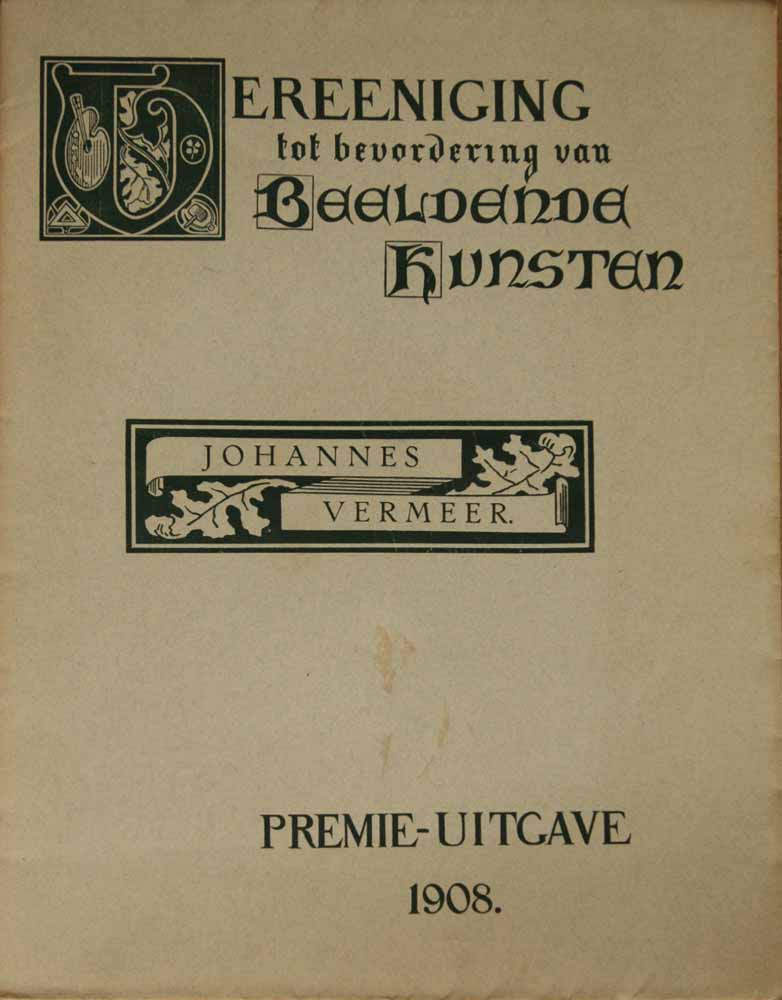 VEREENIGING
tot bevordering van
BEELDENDE
KUNSTEN
JOHANNES
VERMEER.
PREMIE-UITGAVE
1908.